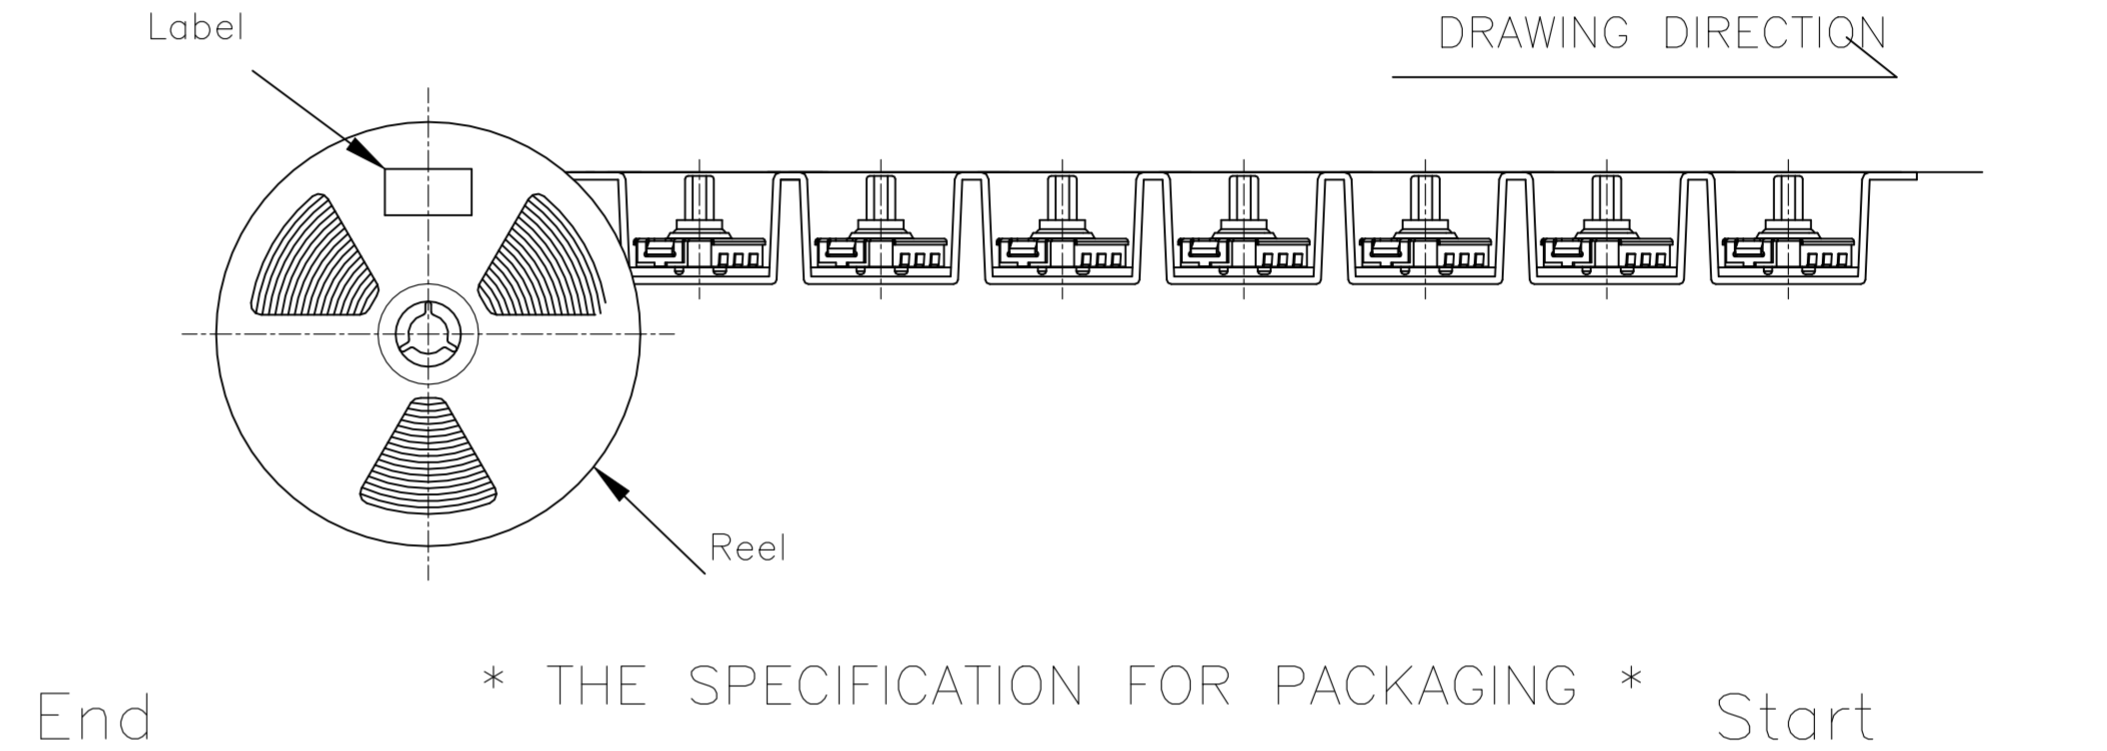 Label
DRAWING DIRECTION
Reel
* THE SPECIFICATION FOR PACKAGING *
End
Start